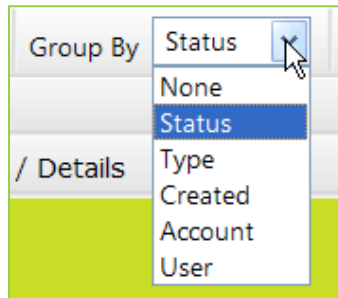 Group By Status
None
Status
/ Details Type
Created
Account
User